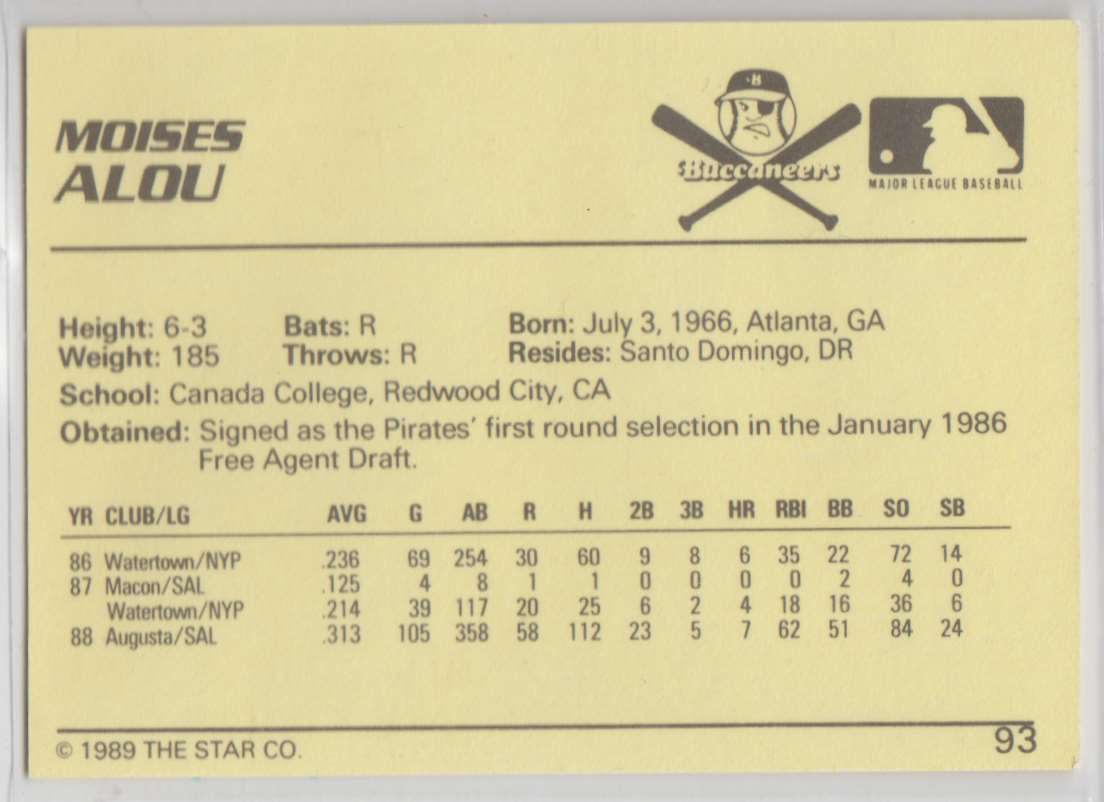 MOISES
ALOU
B
Buccaneers
MAJOR LEAGUE BASEBALL
Height: 6-3 Bats: R Born: July 3, 1966, Atlanta, GA
Weight: 185 Throws: R Resides: Santo Domingo, DR
School: Canada College, Redwood City, CA
Obtained: Signed as the Pirates' first round selection in the January 1986
Free Agent Draft.
YR CLUB/LG AVG G AB R H 2B 3B HR RBI BB SO SB
86 Watertown/NYP .236 69 254 30 60 9 8 6 35 22 72 14
87 Macon/SAL .125 4 8 1 1 0 0 0 0 2 4 0
Watertown/NYP .214 39 117 20 25 6 2 4 18 16 36 6
88 Augusta/SAL .313 105 358 58 112 23 5 7 62 51 84 24
© 1989 THE STAR CO. 93